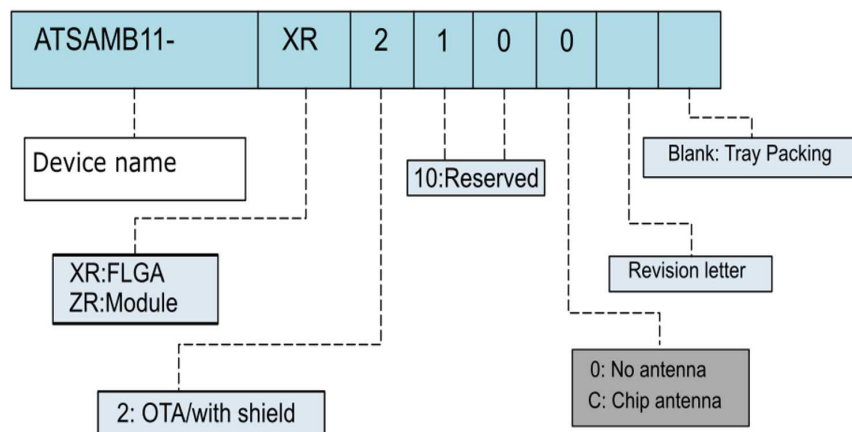 ATSAMB11- XR 2 1 0 0
Device name
10:Reserved
Blank: Tray Packing
XR:FLGA
ZR:Module
Revision letter
0: No antenna
C: Chip antenna
2: OTA/with shield